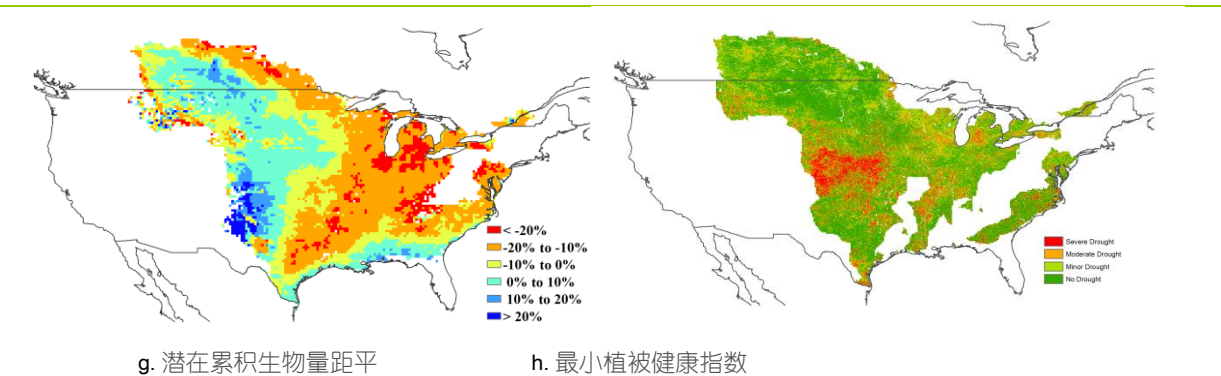 < -20%
-20% to -10%
-10% to 0%
0% to 10%
10% to 20%
> 20%
Severe Drought
Moderate Drought
Minor Drought
No Drought
g. 潜在累积生物量距平
h. 最小植被健康指数